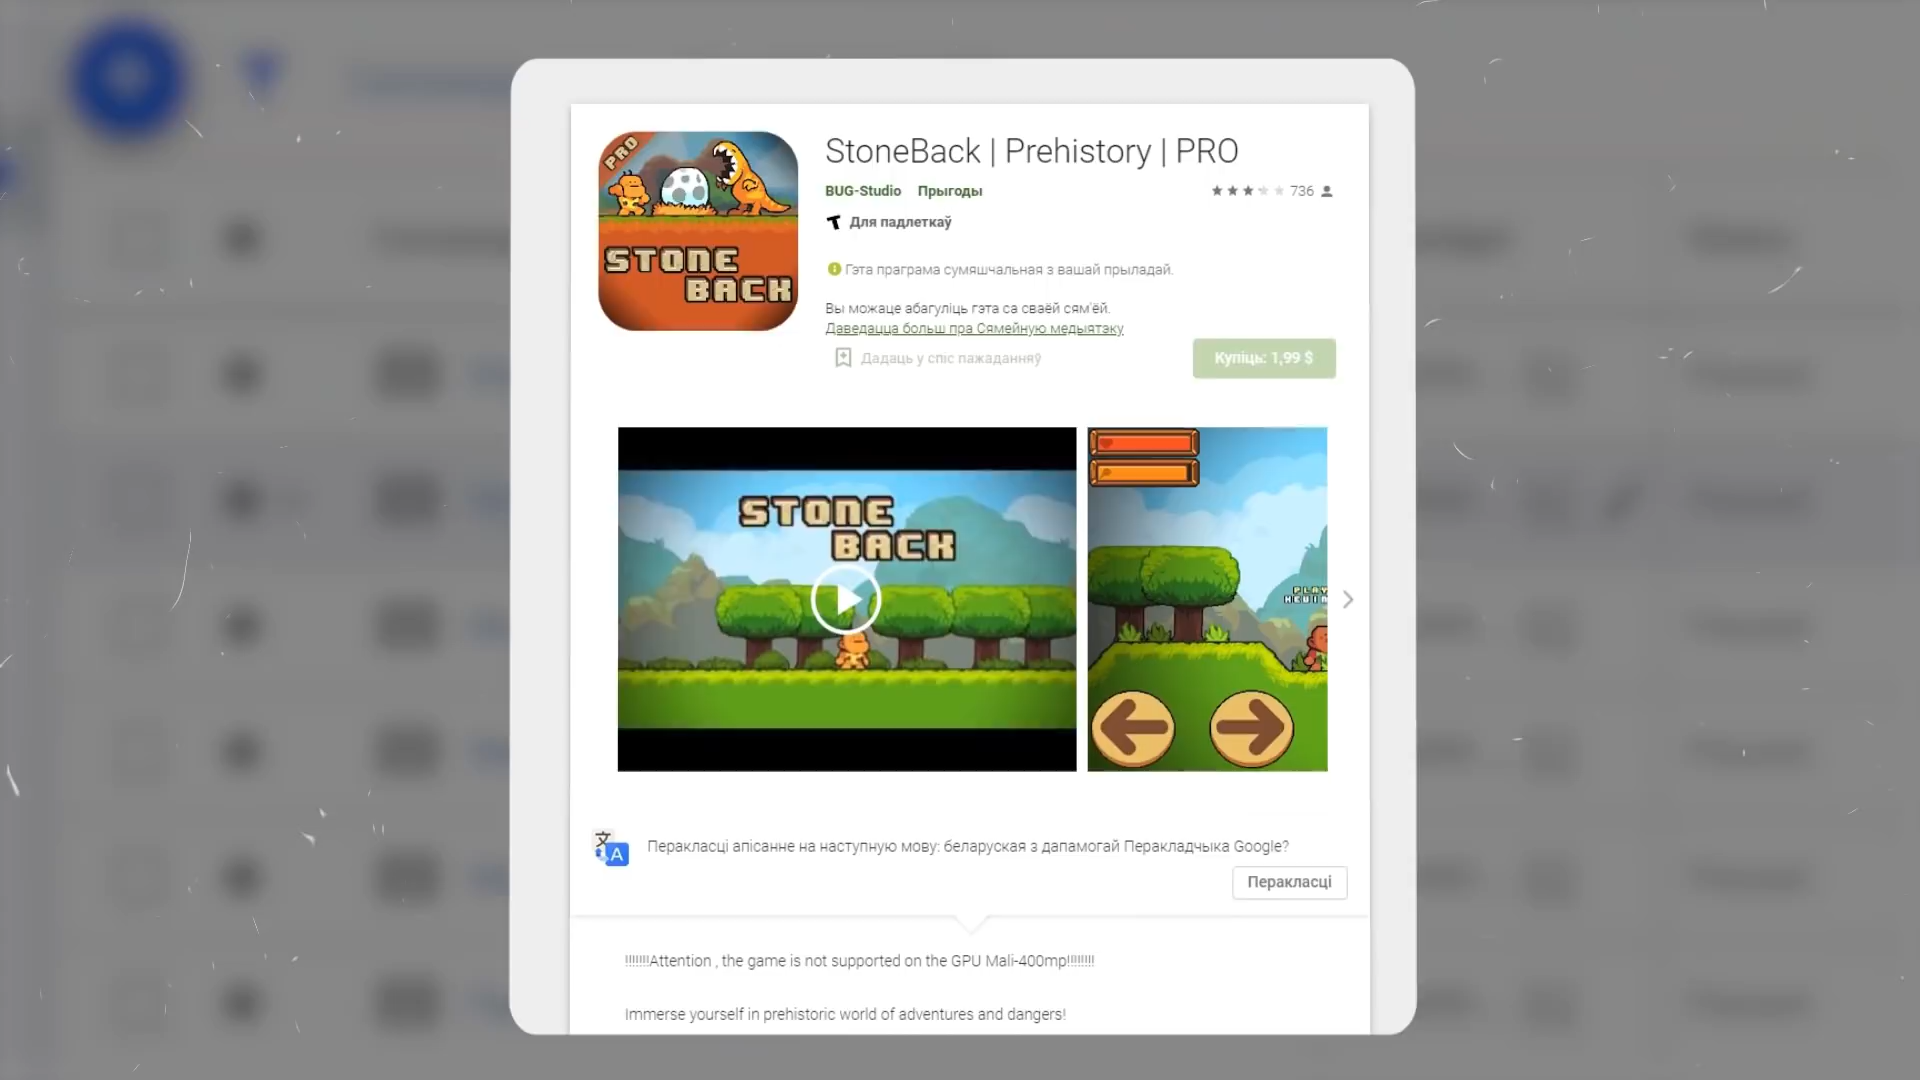 PRO
STONE
BACK
StoneBack | Prehistory | PRO
BUG-Studio Прыгоды
736
Для падлеткаў
Гэта праграма сумяшчальная з вашай прыладай.
Вы можаце абагуліць гэта са сваёй сям'ёй.
Даведацца больш пра Сямейную медыятэку
Дадаць у спіс пажаданняў
Купіць: 1,99 $
STONE
BACK
PLAY
Перакласці апісанне на наступную мову: беларуская з дапамогай Перакладчыка Google?
Перакласці
!!!!!!!Attention , the game is not supported on the GPU Mali-400mp!!!!!!!!
Immerse yourself in prehistoric world of adventures and dangers!